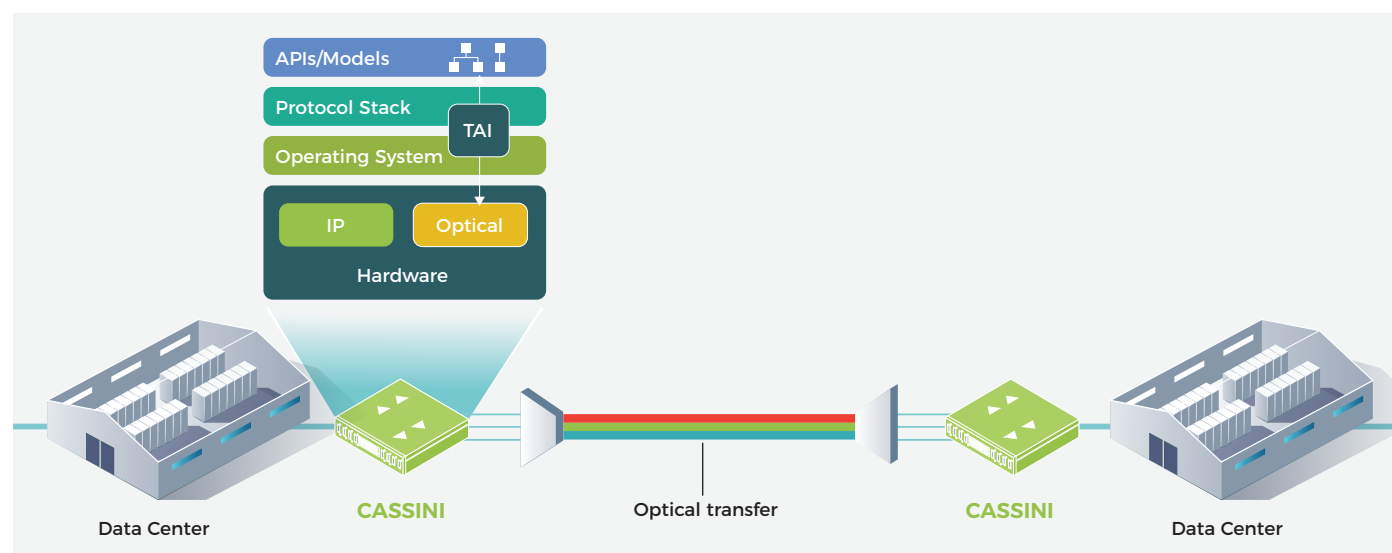 APIs/Models
Protocol Stack
TAI
Operating System
IP
Optical
Hardware
CASSINI
Optical transfer
CASSINI
Data Center
Data Center